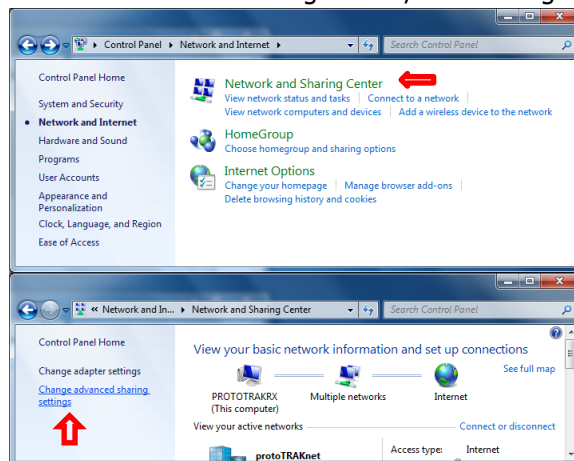 Control Panel ▸ Network and Internet ▸
Search Control Panel
Control Panel Home
System and Security
Network and Internet
Hardware and Sound
Programs
User Accounts
Appearance and
Personalization
Clock, Language, and Region
Ease of Access
Network and Sharing Center
View network status and tasks | Connect to a network |
View network computers and devices | Add a wireless device to the network
HomeGroup
Choose homegroup and sharing options
Internet Options
Change your homepage | Manage browser add-ons |
Delete browsing history and cookies
« Network and In... ▸ Network and Sharing Center
Search Control Panel
Control Panel Home
Change adapter settings
Change advanced sharing
settings
View your basic network information and set up connections
See full map
PROTOTRAKRX
(This computer)
Multiple networks
Internet
View your active networks
Connect or disconnect
protoTRAKnet
Access type: Internet